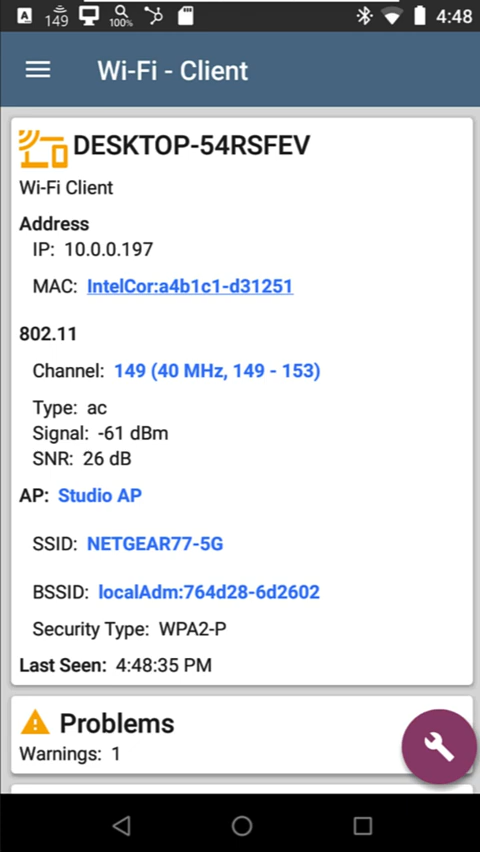 A 149 100% 4:48
Wi-Fi - Client
DESKTOP-54RSFEV
Wi-Fi Client
Address
IP: 10.0.0.197
MAC: IntelCor:a4b1c1-d31251
802.11
Channel: 149 (40 MHz, 149 - 153)
Type: ac
Signal: -61 dBm
SNR: 26 dB
AP: Studio AP
SSID: NETGEAR77-5G
BSSID: localAdm:764d28-6d2602
Security Type: WPA2-P
Last Seen: 4:48:35 PM
Problems
Warnings: 1